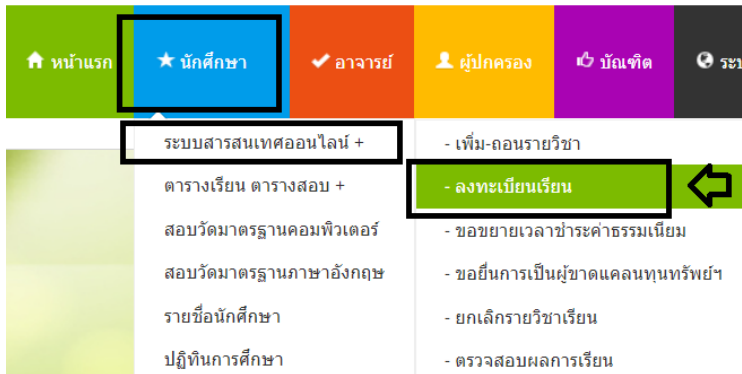 หน้าแรก นักศึกษา อาจารย์ ผู้ปกครอง บัณฑิต
ระบบสารสนเทศออนไลน์ +
ตารางเรียน ตารางสอบ +
สอบวัดมาตรฐานคอมพิวเตอร์
สอบวัดมาตรฐานภาษาอังกฤษ
รายชื่อนักศึกษา
ปฏิทินการศึกษา
- เพิ่ม-ถอนรายวิชา
- ลงทะเบียนเรียน
- ขอขยายเวลาชำระค่าธรรมเนียม
- ขอยื่นการเป็นผู้ขาดแคลนทุนทรัพย์ฯ
- ยกเลิกรายวิชาเรียน
- ตรวจสอบผลการเรียน